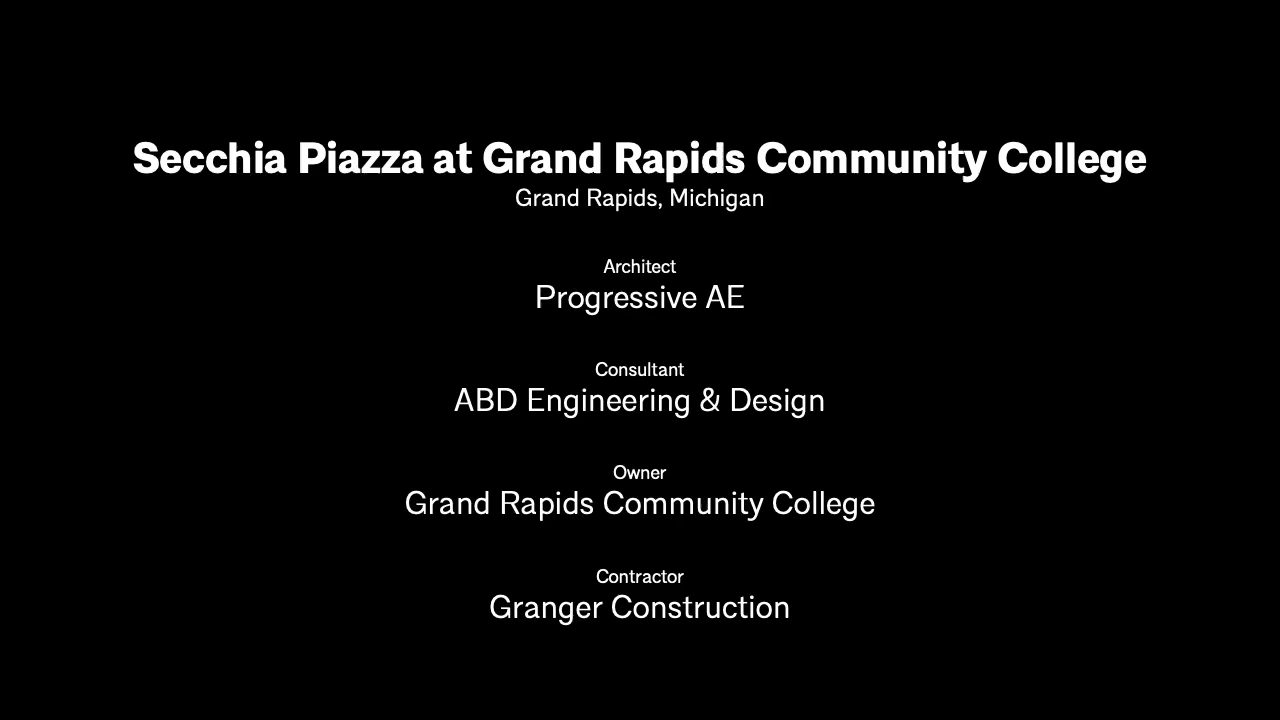 Secchia Piazza at Grand Rapids Community College
Grand Rapids, Michigan
Architect
Progressive AE
Consultant
ABD Engineering & Design
Owner
Grand Rapids Community College
Contractor
Granger Construction